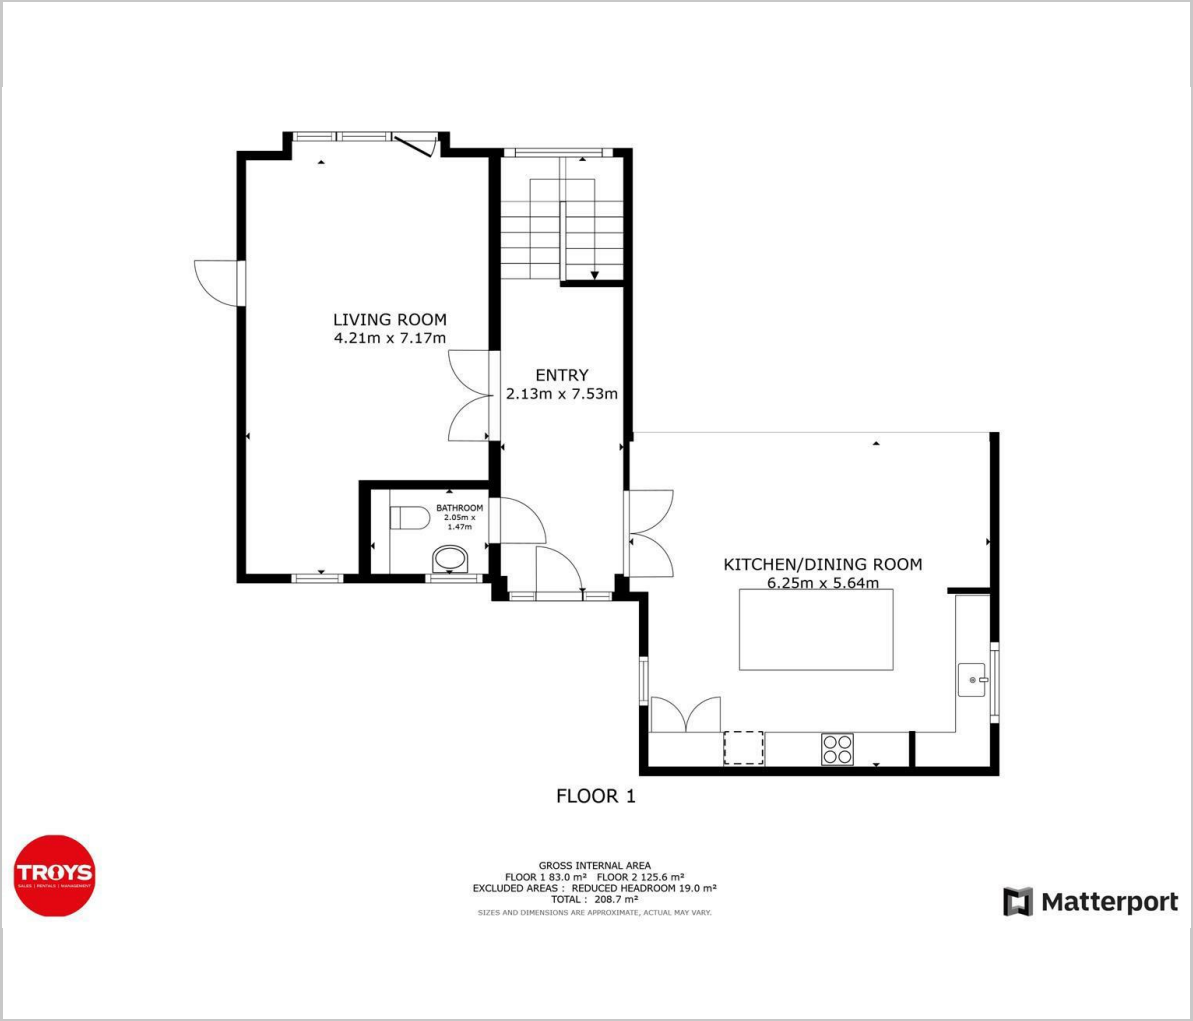 LIVING ROOM
4.21m x 7.17m
ENTRY
2.13m x 7.53m
BATHROOM
2.05m x
1.47m
KITCHEN/DINING ROOM
6.25m x 5.64m
FLOOR 1
GROSS INTERNAL AREA
FLOOR 1 83.0 m² FLOOR 2 125.6 m²
EXCLUDED AREAS : REDUCED HEADROOM 19.0 m²
TOTAL : 208.7 m²
SIZES AND DIMENSIONS ARE APPROXIMATE, ACTUAL MAY VARY.
TROYS
SALES | RENTALS | MANAGEMENT
Matterport